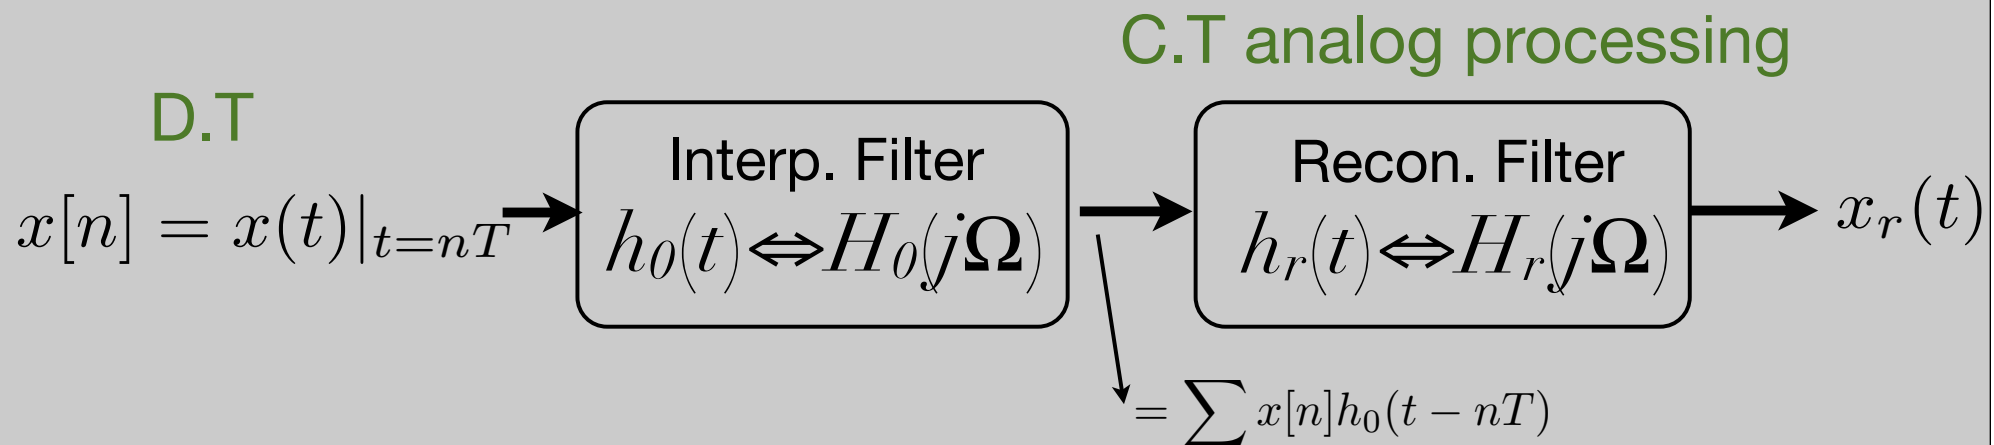 C.T analog processing
D.T
Interp. Filter
Recon. Filter
x[n] = x(t)|_{t=nT}
h_0(t)⇔H_0(jΩ)
h_r(t)⇔H_r(jΩ)
x_r(t)
= ∑ x[n]h_0(t − nT)